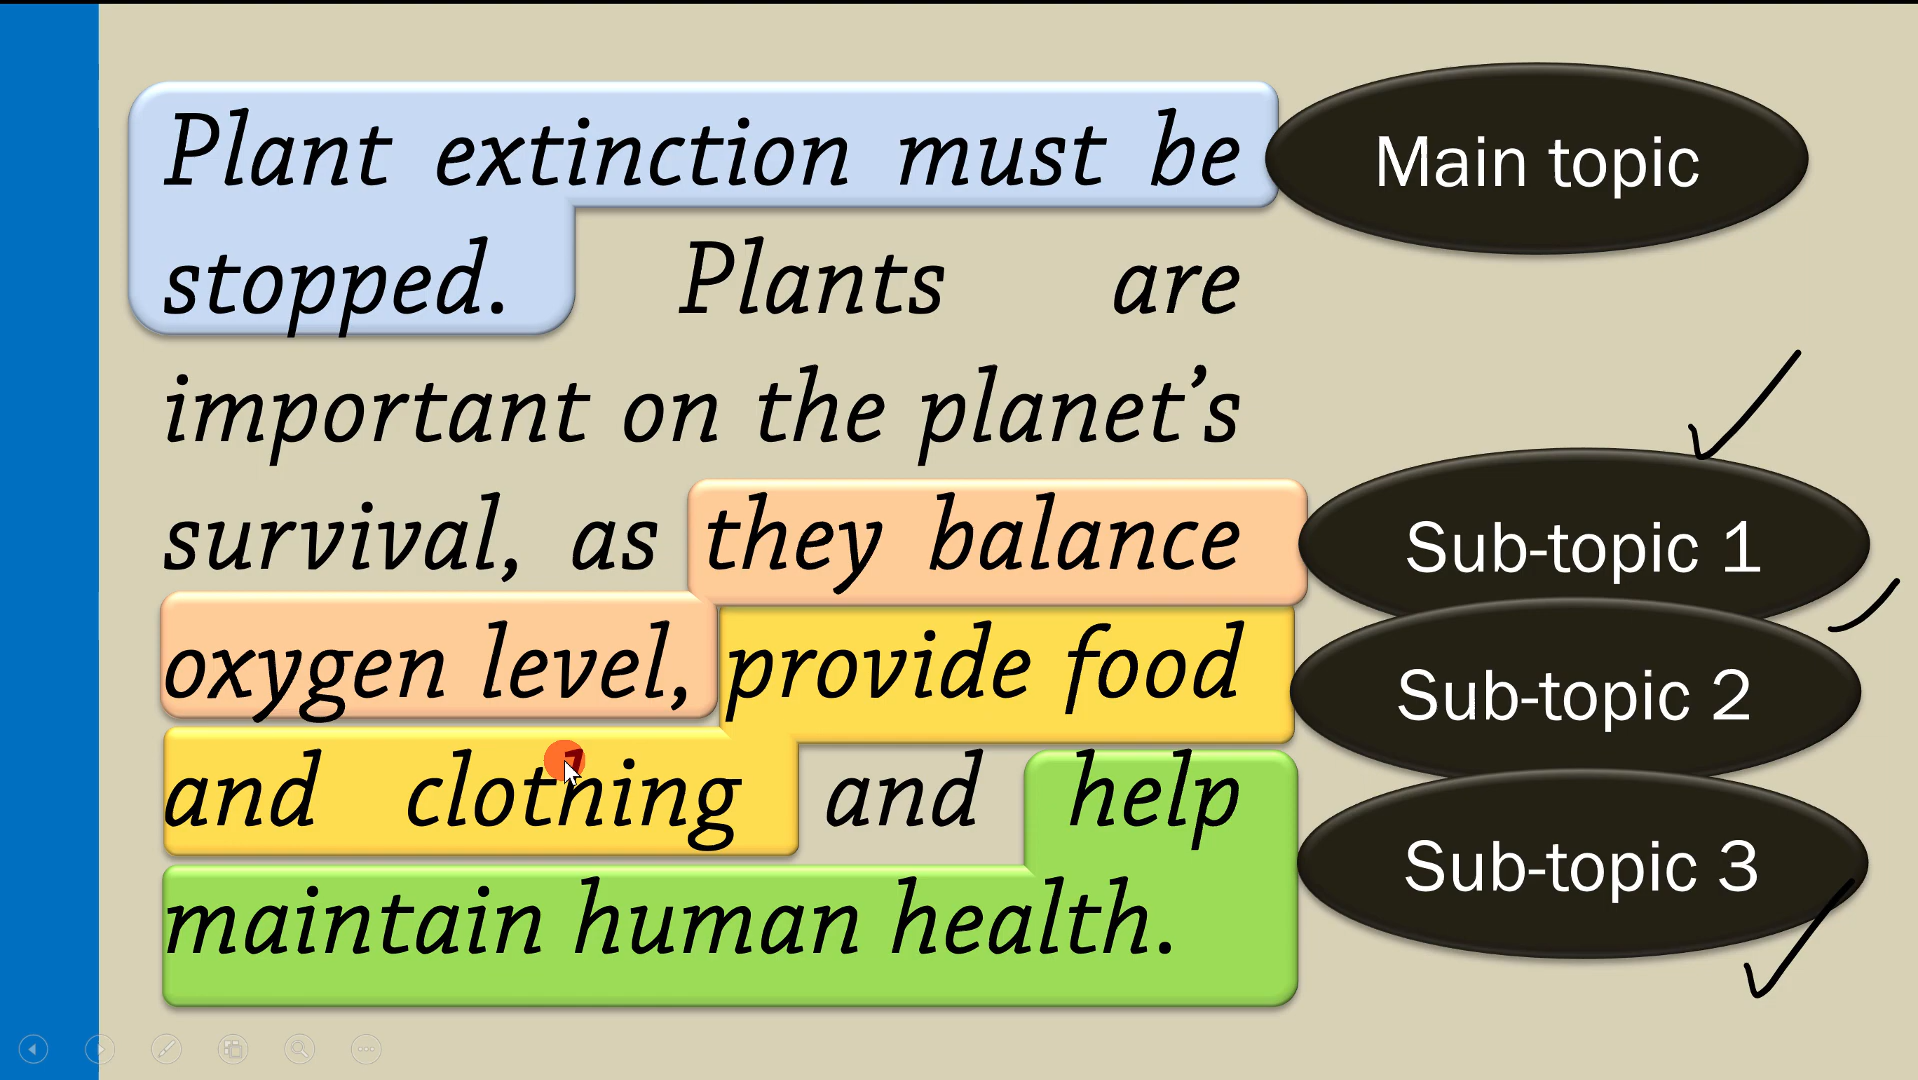 Plant extinction must be
stopped. Plants are
important on the planet’s
survival, as they balance
oxygen level, provide food
and clothing and help
maintain human health.
Main topic
Sub-topic 1
Sub-topic 2
Sub-topic 3